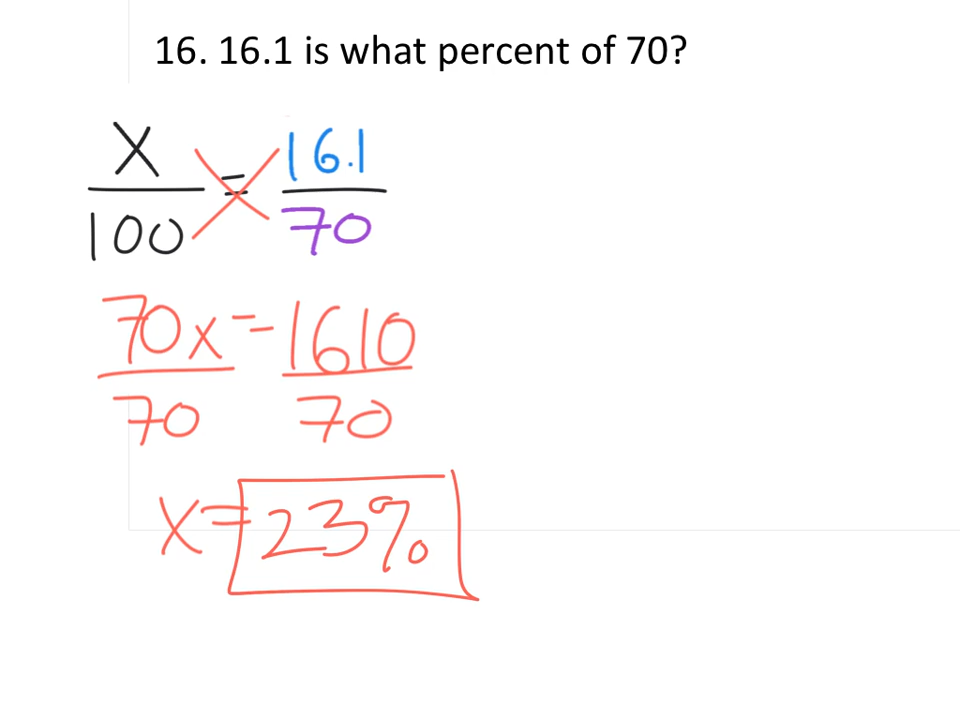 16. 16.1 is what percent of 70?
X/100 = 16.1/70
70x = 1610
70 70
x = 23%